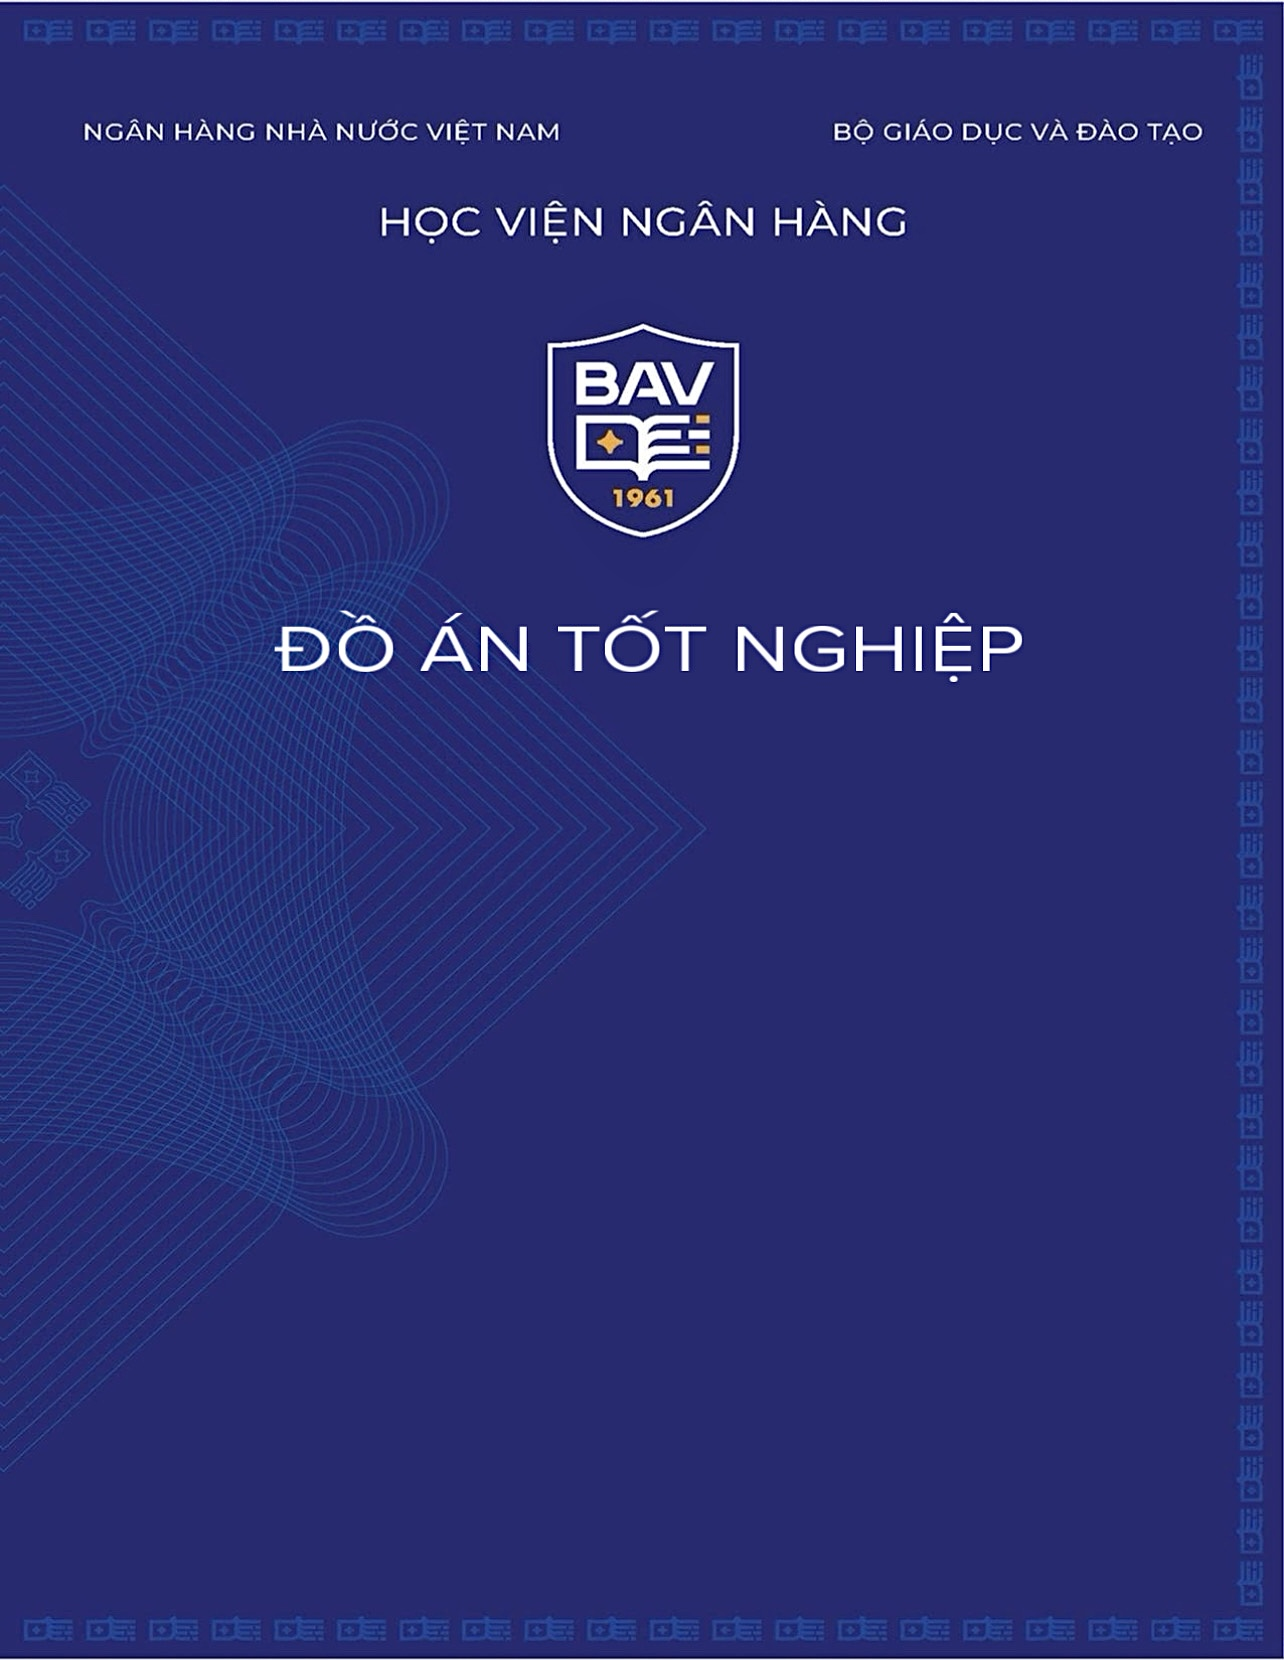 NGÂN HÀNG NHÀ NƯỚC VIỆT NAM
BỘ GIÁO DỤC VÀ ĐÀO TẠO
HỌC VIỆN NGÂN HÀNG
BAV
1961
ĐỒ ÁN TỐT NGHIỆP